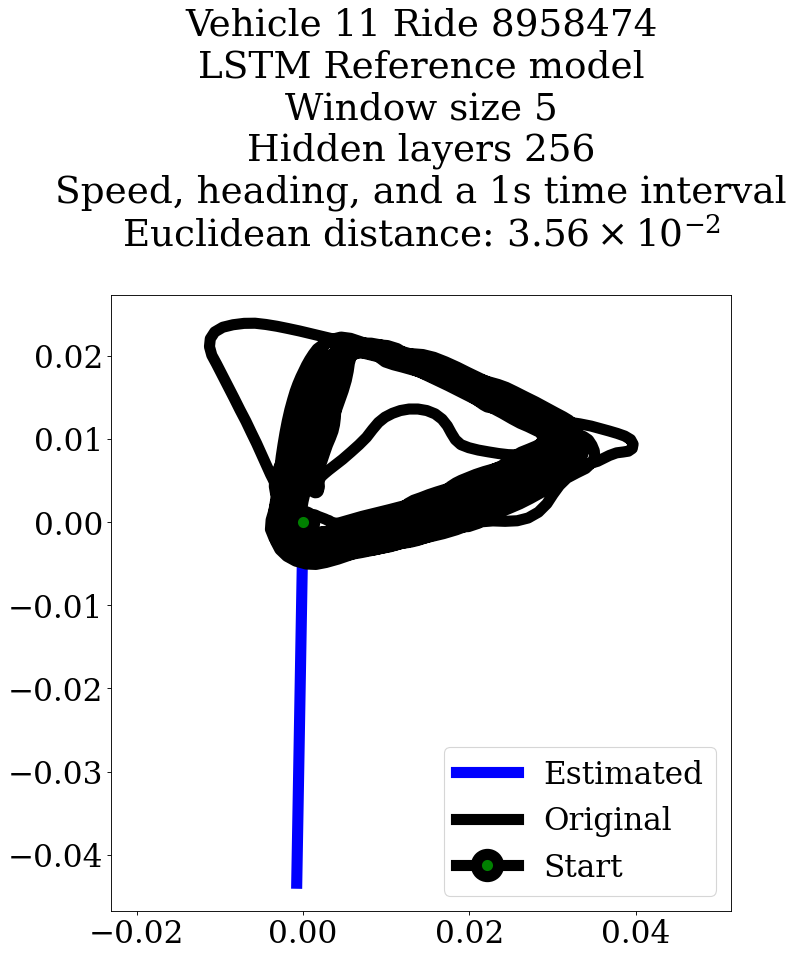 Vehicle 11 Ride 8958474
LSTM Reference model
Window size 5
Hidden layers 256
Speed, heading, and a 1s time interval
Euclidean distance: 3.56 × 10⁻²
0.02
0.01
0.00
−0.01
−0.02
−0.03
−0.04
Estimated
Original
Start
−0.02 0.00 0.02 0.04